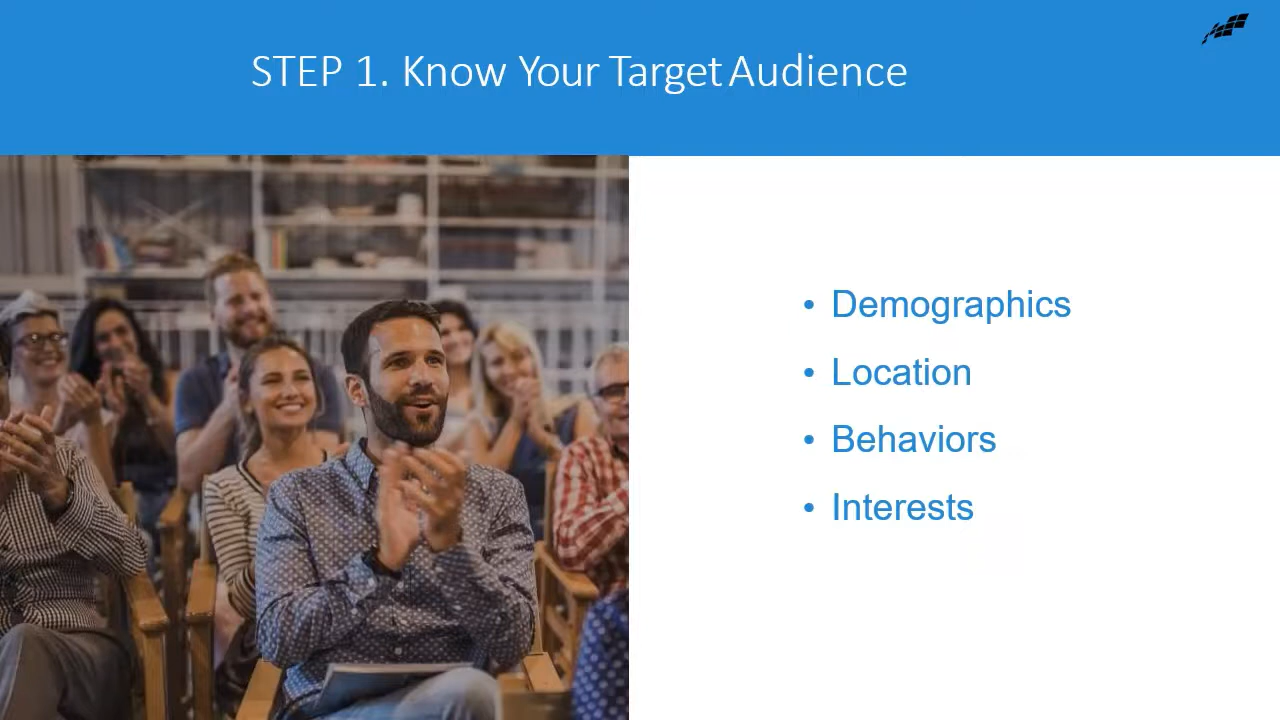 STEP 1. Know Your Target Audience
• Demographics
• Location
• Behaviors
• Interests